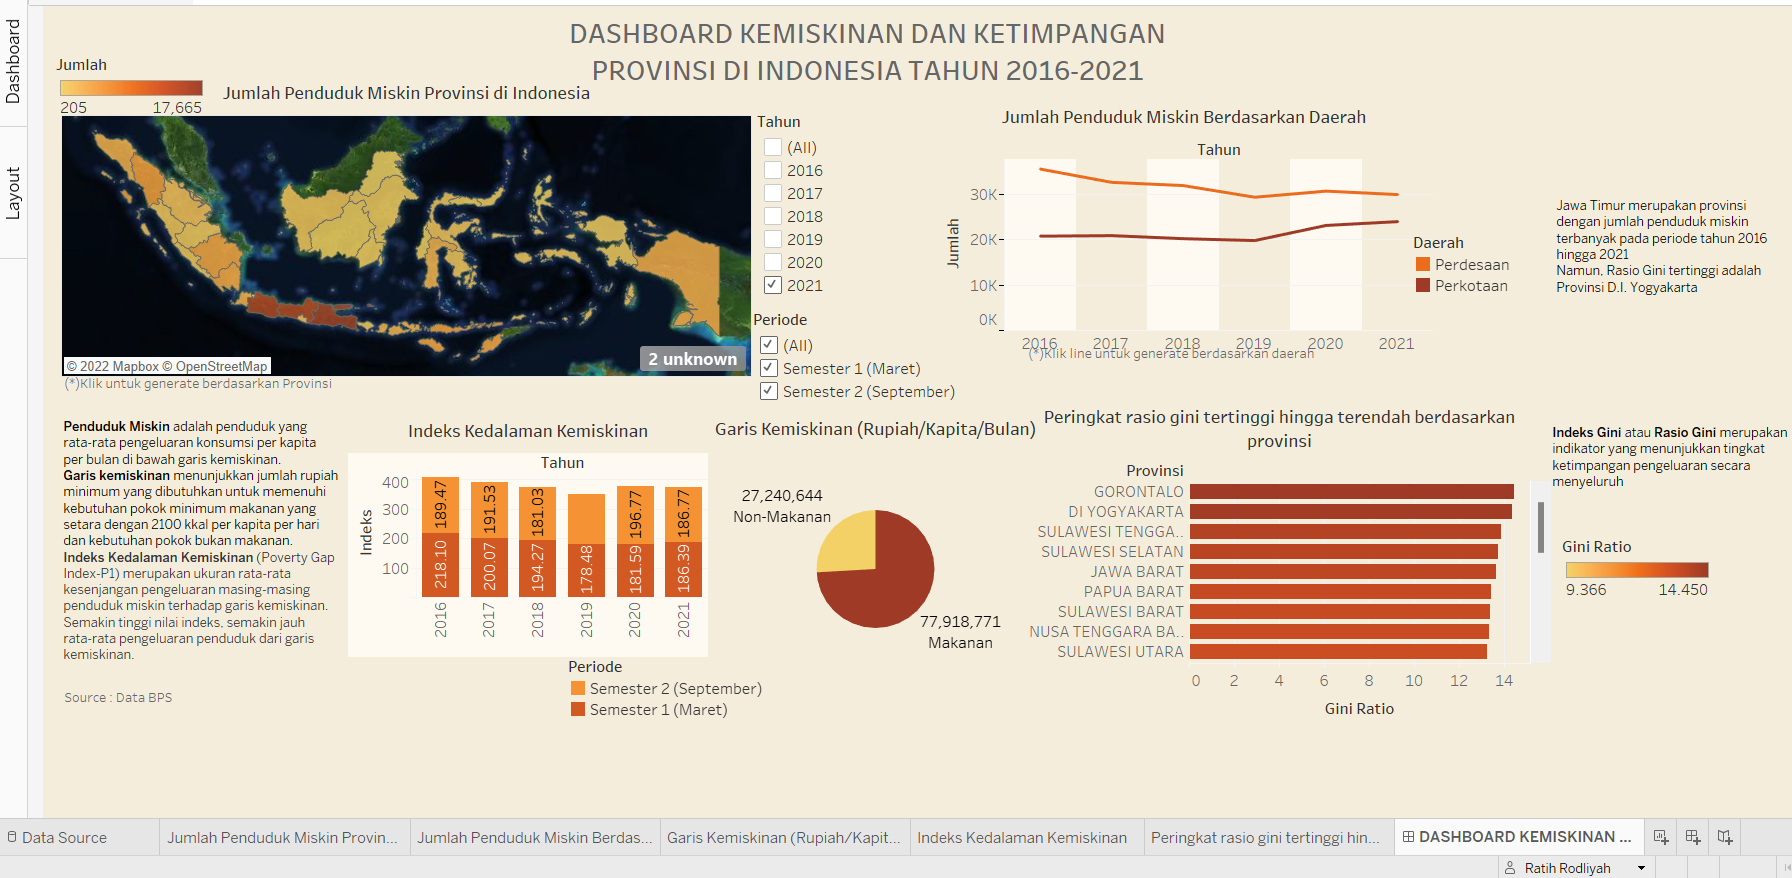 Dashboard
Layout
DASHBOARD KEMISKINAN DAN KETIMPANGAN
PROVINSI DI INDONESIA TAHUN 2016-2021
Jumlah
205 17,665
Jumlah Penduduk Miskin Provinsi di Indonesia
© 2022 Mapbox © OpenStreetMap
2 unknown
(*)Klik untuk generate berdasarkan Provinsi
Tahun
(All)
2016
2017
2018
2019
2020
2021
Periode
(All)
Semester 1 (Maret)
Semester 2 (September)
Jumlah Penduduk Miskin Berdasarkan Daerah
Tahun
Jumlah
30K
20K
10K
0K
2016 2017 2018 2019 2020 2021
(*)Klik line untuk generate berdasarkan daerah
Daerah
Perdesaan
Perkotaan
Jawa Timur merupakan provinsi
dengan jumlah penduduk miskin
terbanyak pada periode tahun 2016
hingga 2021
Namun, Rasio Gini tertinggi adalah
Provinsi D.I. Yogyakarta
Penduduk Miskin adalah penduduk yang
rata-rata pengeluaran konsumsi per kapita
per bulan di bawah garis kemiskinan.
Garis kemiskinan menunjukkan jumlah rupiah
minimum yang dibutuhkan untuk memenuhi
kebutuhan pokok minimum makanan yang
setara dengan 2100 kkal per kapita per hari
dan kebutuhan pokok bukan makanan.
Indeks Kedalaman Kemiskinan (Poverty Gap
Index-P1) merupakan ukuran rata-rata
kesenjangan pengeluaran masing-masing
penduduk miskin terhadap garis kemiskinan.
Semakin tinggi nilai indeks, semakin jauh
rata-rata pengeluaran penduduk dari garis
kemiskinan.
Source : Data BPS
Indeks Kedalaman Kemiskinan
Tahun
Indeks
400
300
200
100
189.47 191.53 181.03 196.77 186.77
218.10 200.07 194.27 178.48 181.59 186.39
2016 2017 2018 2019 2020 2021
Periode
Semester 2 (September)
Semester 1 (Maret)
Garis Kemiskinan (Rupiah/Kapita/Bulan)
27,240,644
Non-Makanan
77,918,771
Makanan
Peringkat rasio gini tertinggi hingga terendah berdasarkan
provinsi
Provinsi
GORONTALO
DI YOGYAKARTA
SULAWESI TENGGA..
SULAWESI SELATAN
JAWA BARAT
PAPUA BARAT
SULAWESI BARAT
NUSA TENGGARA BA..
SULAWESI UTARA
0 2 4 6 8 10 12 14
Gini Ratio
Indeks Gini atau Rasio Gini merupakan
indikator yang menunjukkan tingkat
ketimpangan pengeluaran secara
menyeluruh
Gini Ratio
9.366 14.450
Data Source
Jumlah Penduduk Miskin Provin...
Jumlah Penduduk Miskin Berdas...
Garis Kemiskinan (Rupiah/Kapit...
Indeks Kedalaman Kemiskinan
Peringkat rasio gini tertinggi hin...
DASHBOARD KEMISKINAN ...
Ratih Rodliyah